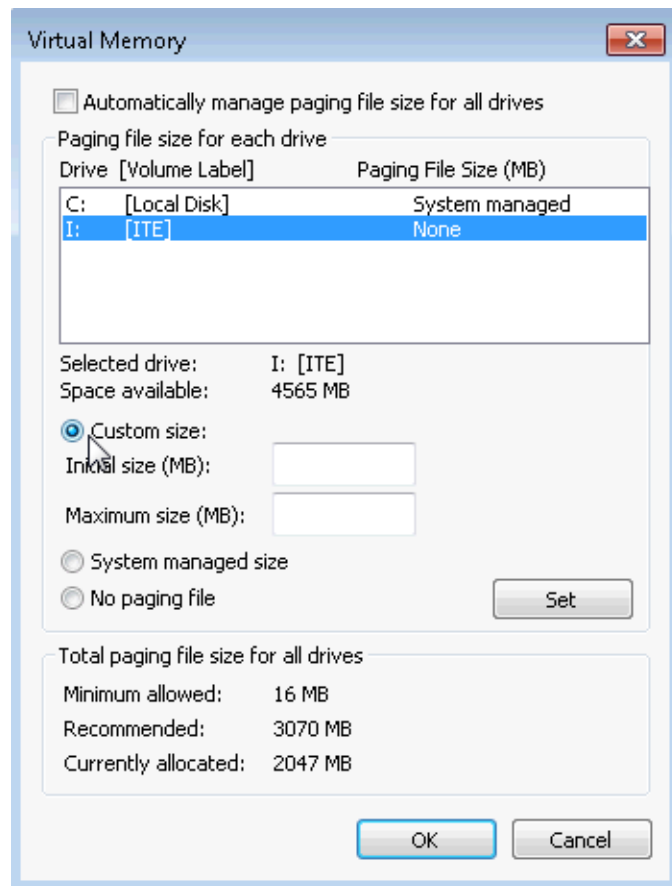 Virtual Memory
Automatically manage paging file size for all drives
Paging file size for each drive
Drive [Volume Label] Paging File Size (MB)
C: [Local Disk] System managed
I: [ITE] None
Selected drive: I: [ITE]
Space available: 4565 MB
Custom size:
Initial size (MB):
Maximum size (MB):
System managed size
No paging file Set
Total paging file size for all drives
Minimum allowed: 16 MB
Recommended: 3070 MB
Currently allocated: 2047 MB
OK Cancel